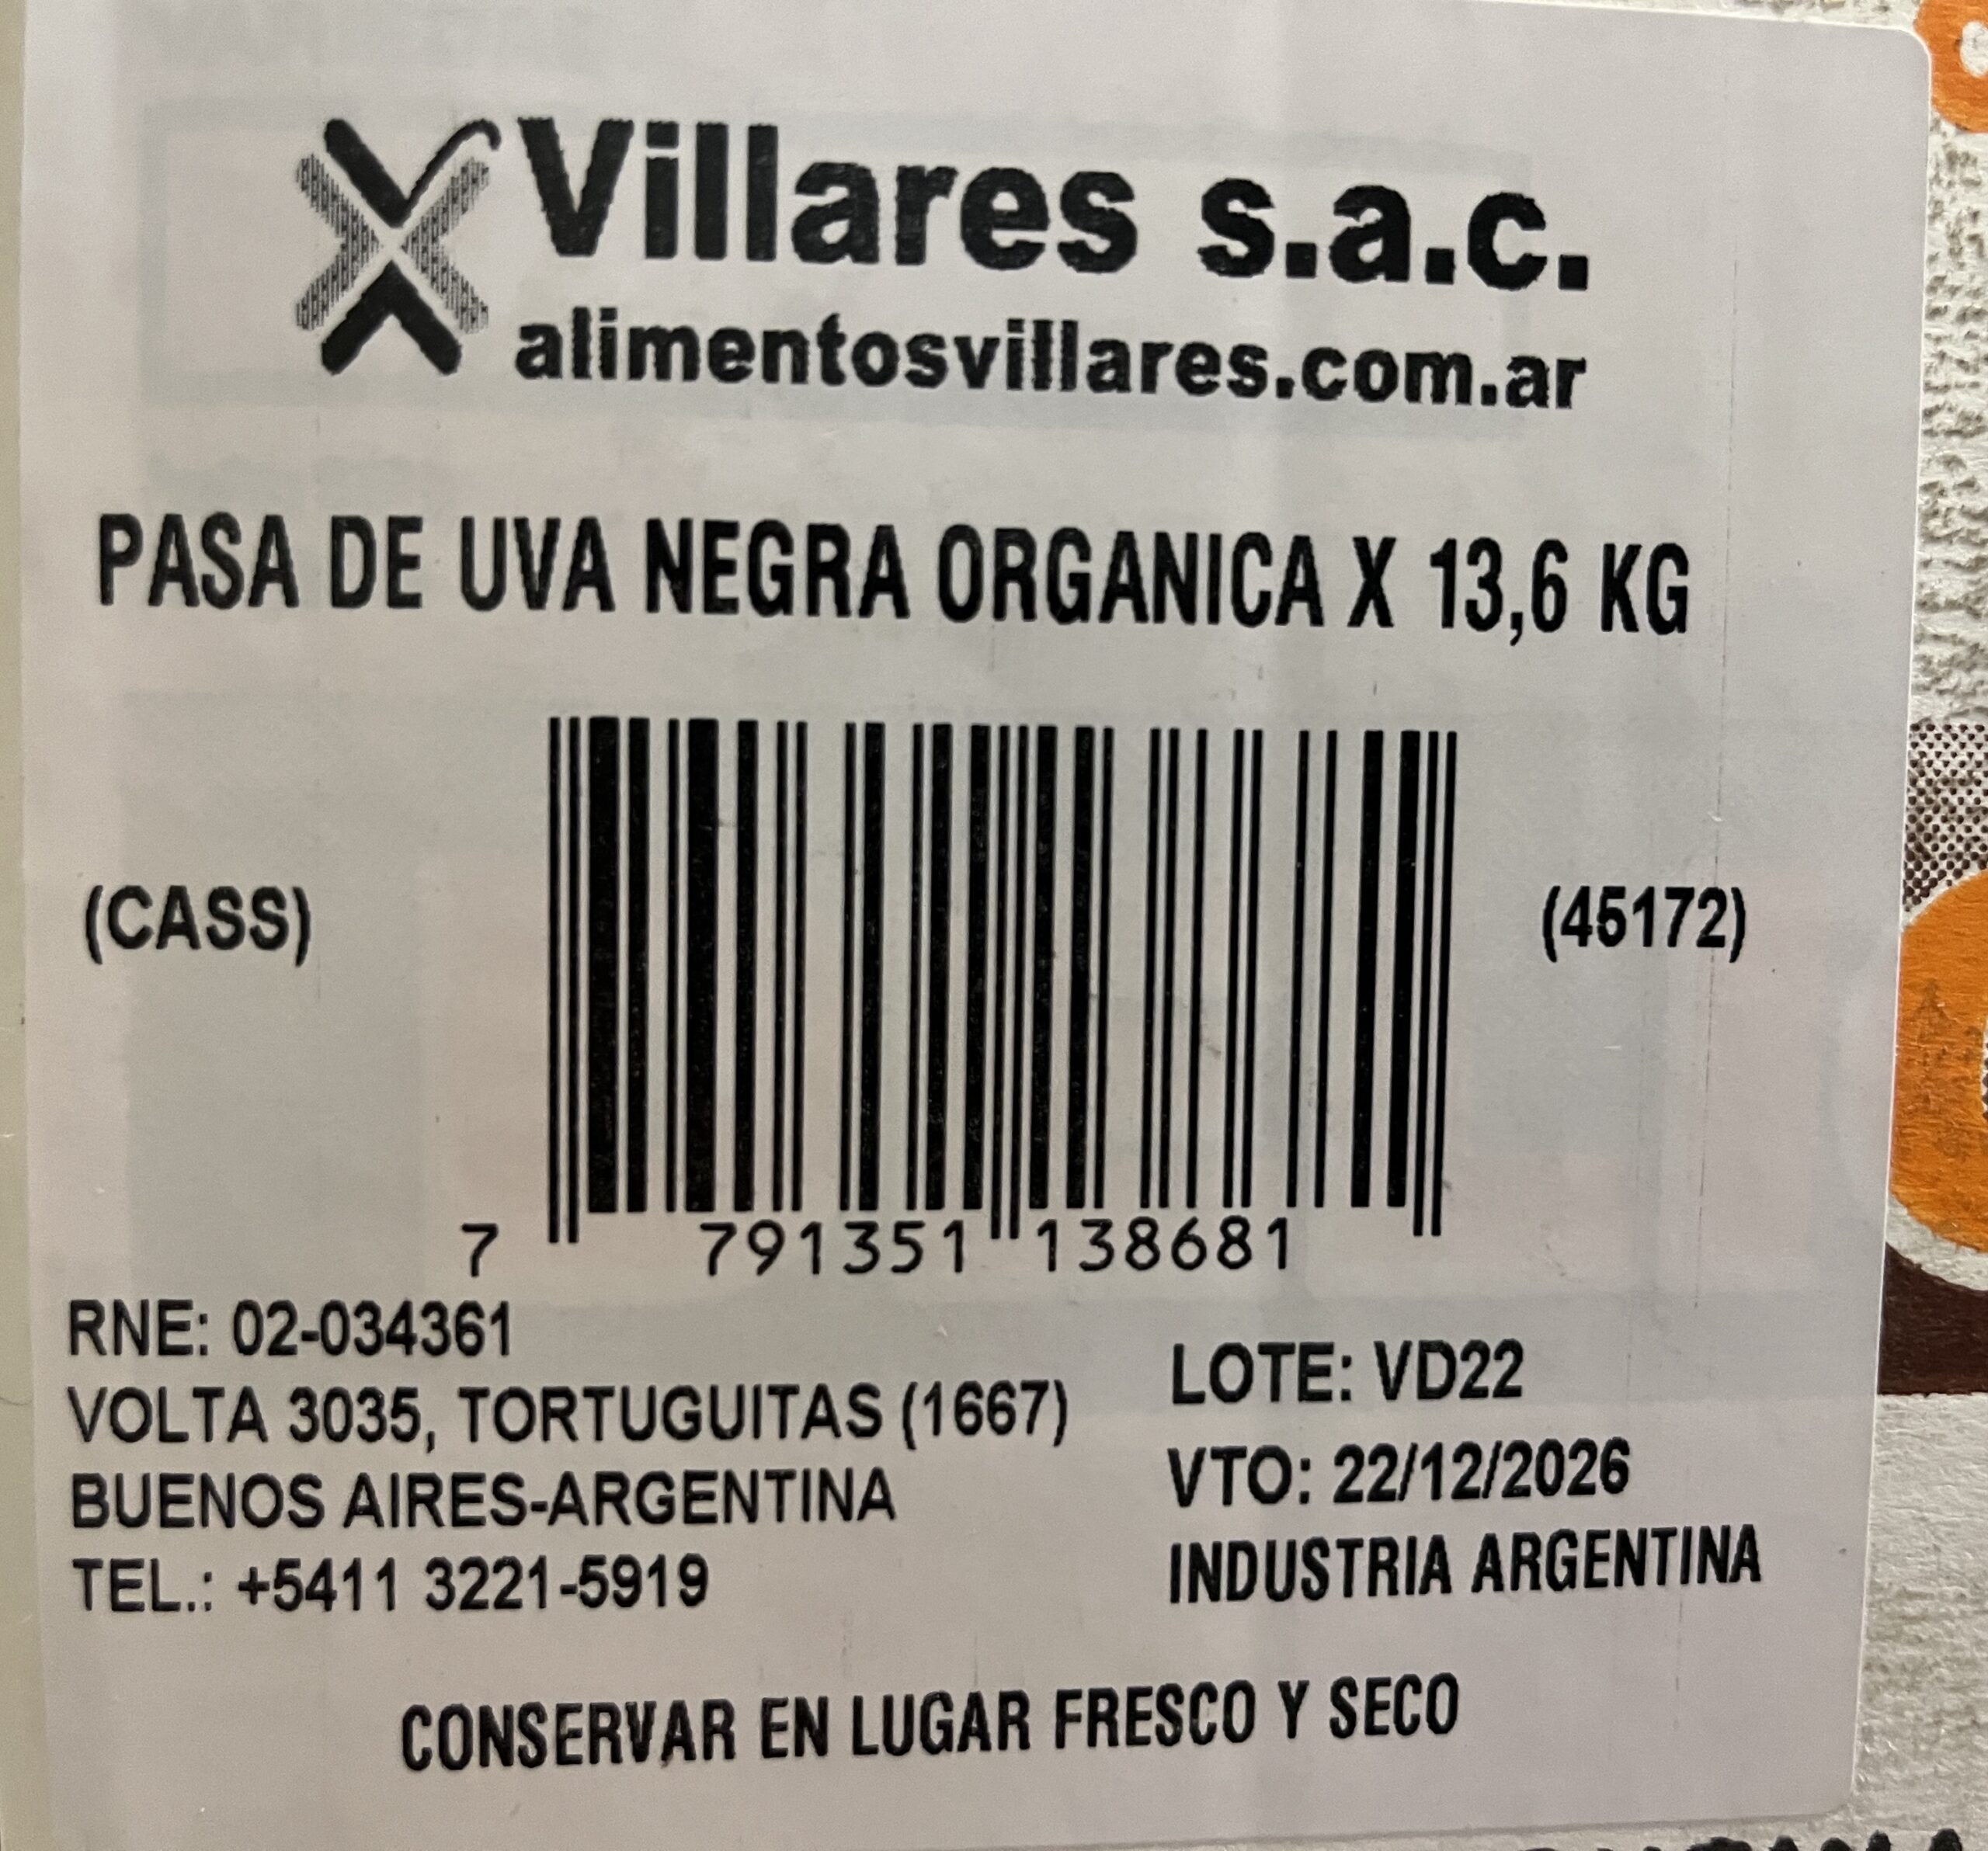 Villares s.a.c.
alimentosvillares.com.ar
PASA DE UVA NEGRA ORGANICA X 13,6 KG
(CASS)
(45172)
7 791351 138681
RNE: 02-034361
VOLTA 3035, TORTUGUITAS (1667)
BUENOS AIRES-ARGENTINA
TEL.: +5411 3221-5919
LOTE: VD22
VTO: 22/12/2026
INDUSTRIA ARGENTINA
CONSERVAR EN LUGAR FRESCO Y SECO